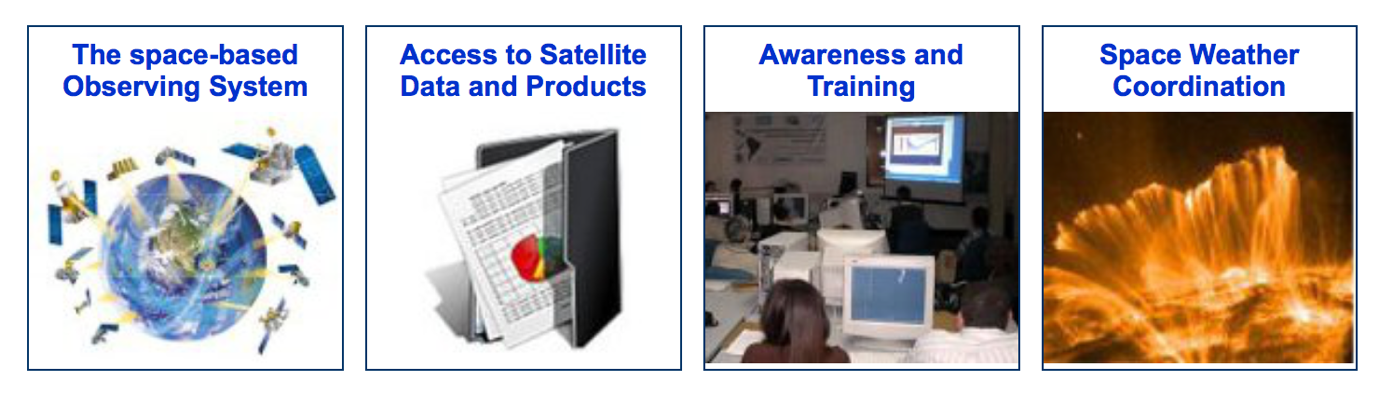 The space-based
Observing System
Access to Satellite
Data and Products
Awareness and
Training
Space Weather
Coordination